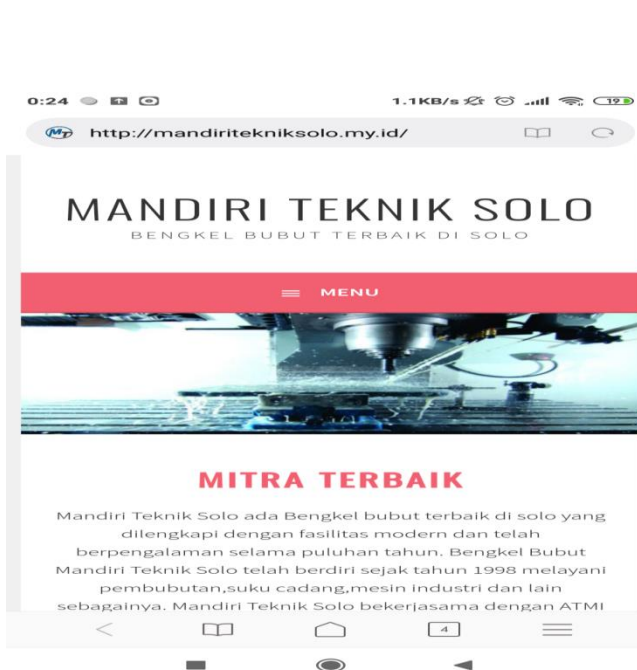 0:24
1.1KB/s
19
MT http://mandiritekniksolo.my.id/
MANDIRI TEKNIK SOLO
BENGKEL BUBUT TERBAIK DI SOLO
MENU
MITRA TERBAIK
Mandiri Teknik Solo ada Bengkel bubut terbaik di solo yang
dilengkapi dengan fasilitas modern dan telah
berpengalaman selama puluhan tahun. Bengkel Bubut
Mandiri Teknik Solo telah berdiri sejak tahun 1998 melayani
pembubutan,suku cadang,mesin industri dan lain
sebagainya. Mandiri Teknik Solo bekerjasama dengan ATMI
4